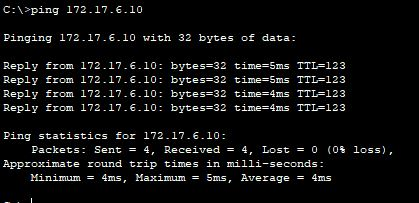 C:\>ping 172.17.6.10
Pinging 172.17.6.10 with 32 bytes of data:
Reply from 172.17.6.10: bytes=32 time=5ms TTL=123
Reply from 172.17.6.10: bytes=32 time=5ms TTL=123
Reply from 172.17.6.10: bytes=32 time=4ms TTL=123
Reply from 172.17.6.10: bytes=32 time=4ms TTL=123
Ping statistics for 172.17.6.10:
Packets: Sent = 4, Received = 4, Lost = 0 (0% loss),
Approximate round trip times in milli-seconds:
Minimum = 4ms, Maximum = 5ms, Average = 4ms